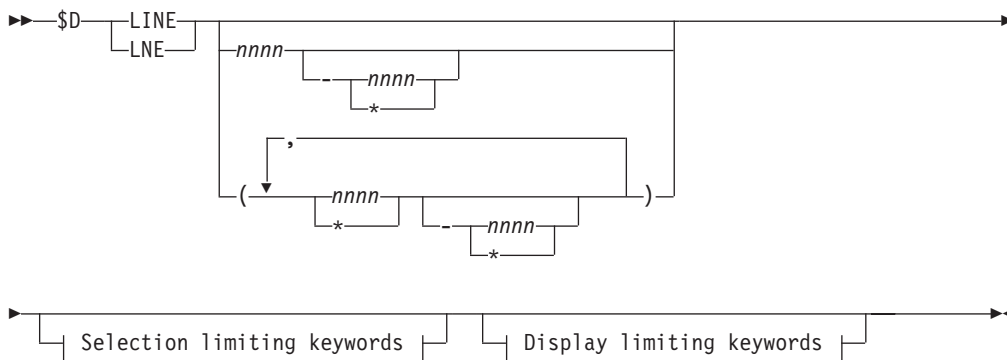 $D LINE
LNE
nnnn
- nnnn
*
,
( nnnn - nnnn )
* *
Selection limiting keywords Display limiting keywords